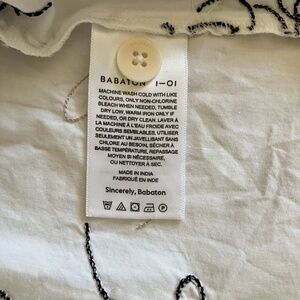 BABATON 1-01
MACHINE WASH COLD WITH LIKE
COLOURS, ONLY NON-CHLORINE
BLEACH WHEN NEEDED, TUMBLE
DRY LOW, WARM IRON ONLY IF
NEEDED, OR DRY CLEAN. LAVER À
LA MACHINE À L'EAU FROIDE AVEC
COULEURS SEMBLABLES, UTILISER
SEULEMENT UN JAVELLISANT SANS
CHLORE AU BESOIN, SÉCHER À
BASSE TEMPÉRATURE, REPASSAGE
MOYEN SI NÉCESSAIRE,
OU NETTOYER À SEC.
MADE IN INDIA
FABRIQUÉ EN INDE
Sincerely, Babaton